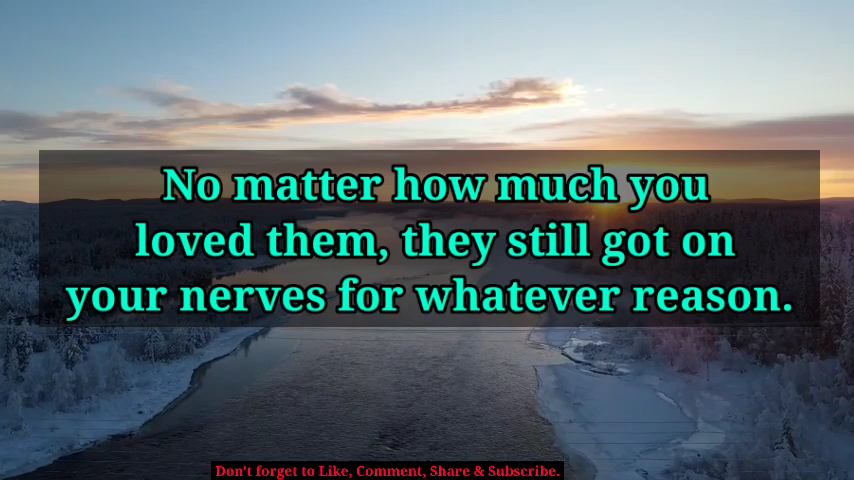 No matter how much you
loved them, they still got on
your nerves for whatever reason.
Don't forget to Like, Comment, Share & Subscribe.